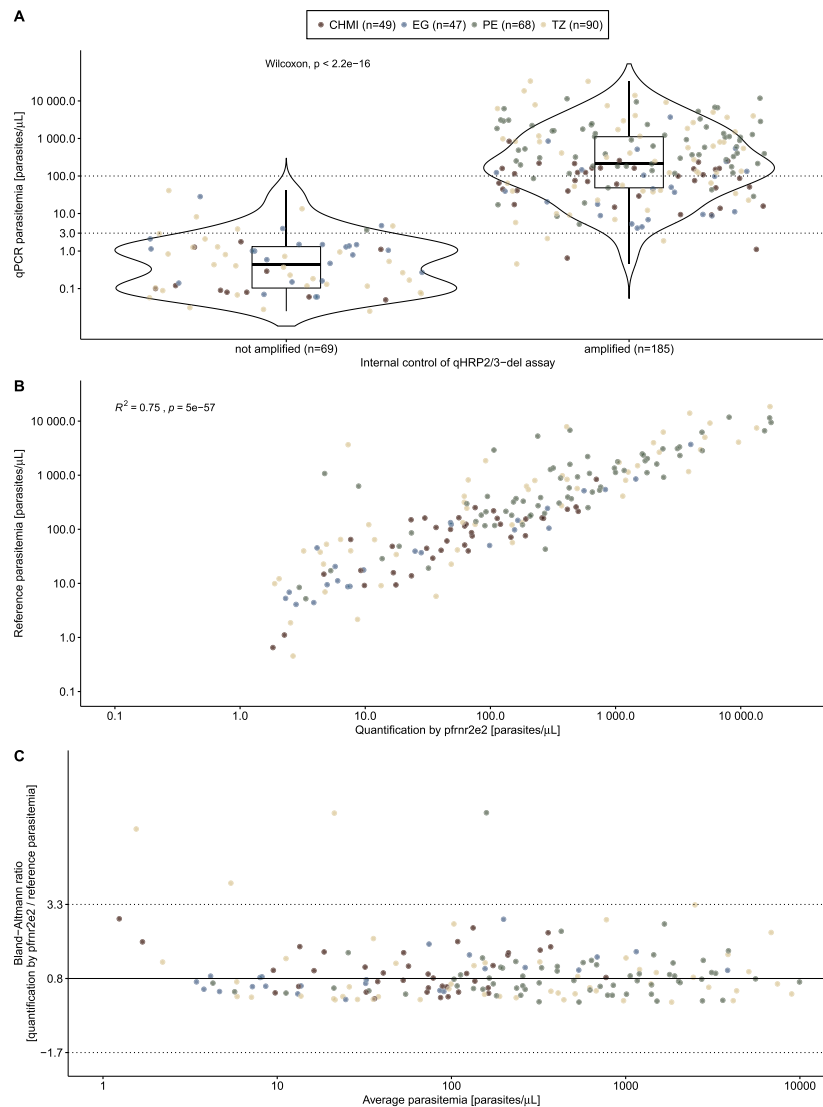 A
CHMI (n=49) EG (n=47) PE (n=68) TZ (n=90)
Wilcoxon, p < 2.2e−16
qPCR parasitemia [parasites/µL]
10 000.0
1 000.0
100.0
10.0
3.0
1.0
0.1
not amplified (n=69) amplified (n=185)
Internal control of qHRP2/3−del assay
B
R² = 0.75 , p = 5e−57
Reference parasitemia [parasites/µL]
10 000.0
1 000.0
100.0
10.0
1.0
0.1
0.1 1.0 10.0 100.0 1 000.0 10 000.0
Quantification by pfrnr2e2 [parasites/µL]
C
Bland−Altmann ratio
[quantification by pfrnr2e2 / reference parasitemia]
3.3
0.8
−1.7
1 10 100 1000 10000
Average parasitemia [parasites/µL]